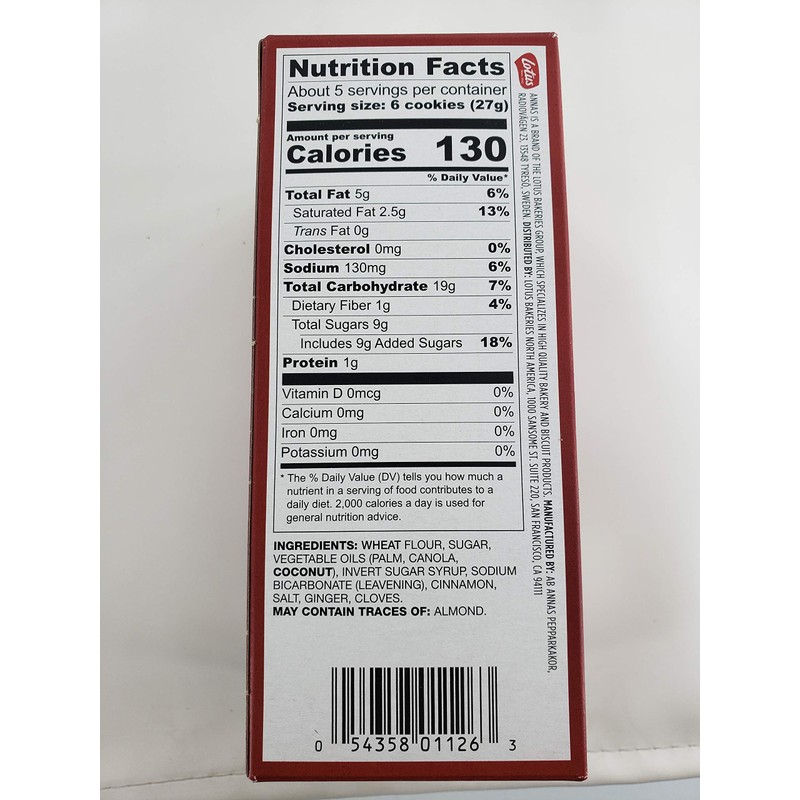 Nutrition Facts
About 5 servings per container
Serving size: 6 cookies (27g)
Amount per serving
Calories 130
% Daily Value*
Total Fat 5g 6%
Saturated Fat 2.5g 13%
Trans Fat 0g
Cholesterol 0mg 0%
Sodium 130mg 6%
Total Carbohydrate 19g 7%
Dietary Fiber 1g 4%
Total Sugars 9g
Includes 9g Added Sugars 18%
Protein 1g
Vitamin D 0mcg 0%
Calcium 0mg 0%
Iron 0mg 0%
Potassium 0mg 0%
* The % Daily Value (DV) tells you how much a
nutrient in a serving of food contributes to a
daily diet. 2,000 calories a day is used for
general nutrition advice.
INGREDIENTS: WHEAT FLOUR, SUGAR,
VEGETABLE OILS (PALM, CANOLA,
COCONUT), INVERT SUGAR SYRUP, SODIUM
BICARBONATE (LEAVENING), CINNAMON,
SALT, GINGER, CLOVES.
MAY CONTAIN TRACES OF: ALMOND.
0 54358 01126 3
Lotus
ANNAS IS A BRAND OF THE LOTUS BAKERIES GROUP, WHICH SPECIALIZES IN HIGH QUALITY BAKERY AND BISCUIT PRODUCTS. MANUFACTURED BY: AB ANNAS PEPPARKAKOR,
RADIOVÄGEN 23, 13548 TYRESÖ, SWEDEN. DISTRIBUTED BY: LOTUS BAKERIES NORTH AMERICA, 1000 SANSOME ST. SUITE 220, SAN FRANCISCO, CA 94111